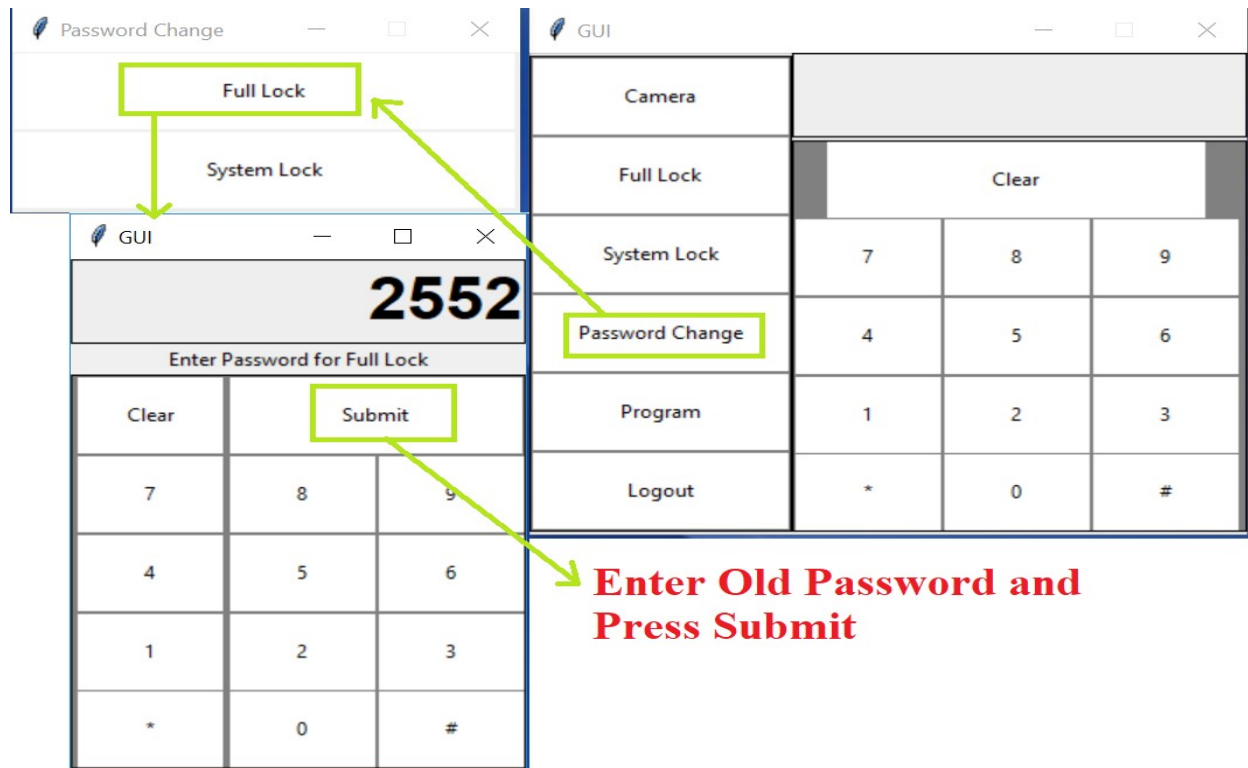 Password Change
Full Lock
System Lock
GUI
2552
Enter Password for Full Lock
Clear Submit
7 8 9
4 5 6
1 2 3
* 0 #
GUI
Camera
Full Lock
System Lock
Password Change
Program
Logout
Clear
7 8 9
4 5 6
1 2 3
* 0 #
Enter Old Password and
Press Submit